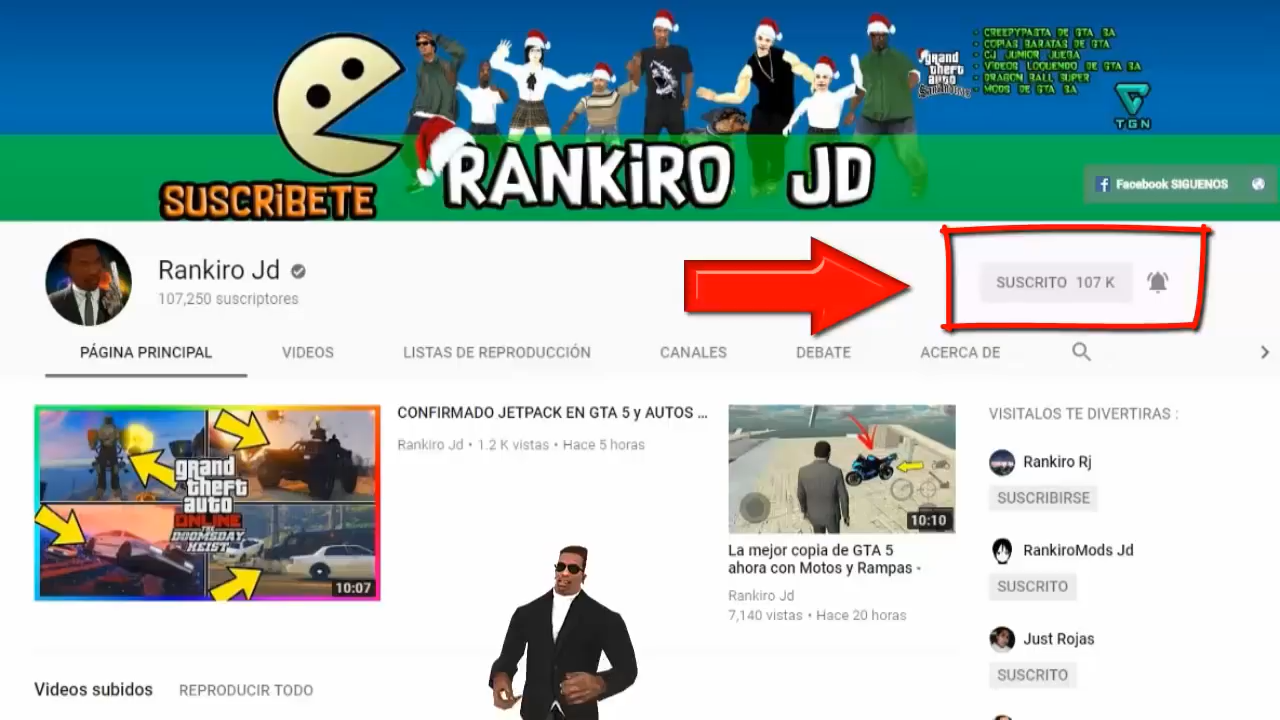 CREEPYPASTA DE GTA SA
COPIAS BARATAS DE GTA
CJ JUNIOR JUEGA
VIDEOS LOQUENDO DE GTA SA
DRAGON BALL SUPER
MODS DE GTA SA
grand
theft
auto
SanAndreas
TGN
SUSCRiBETE
RANKiRO JD
Facebook SIGUENOS
Rankiro Jd
107,250 suscriptores
SUSCRITO 107 K
PÁGINA PRINCIPAL
VIDEOS
LISTAS DE REPRODUCCIÓN
CANALES
DEBATE
ACERCA DE
grand
theft
auto
ONLINE
THE
DOOMSDAY
HEIST
10:07
CONFIRMADO JETPACK EN GTA 5 y AUTOS ...
Rankiro Jd • 1.2 K vistas • Hace 5 horas
10:10
La mejor copia de GTA 5
ahora con Motos y Rampas -
Rankiro Jd
7,140 vistas • Hace 20 horas
VISITALOS TE DIVERTIRAS :
Rankiro Rj
SUSCRIBIRSE
RankiroMods Jd
SUSCRITO
Just Rojas
SUSCRITO
Videos subidos
REPRODUCIR TODO